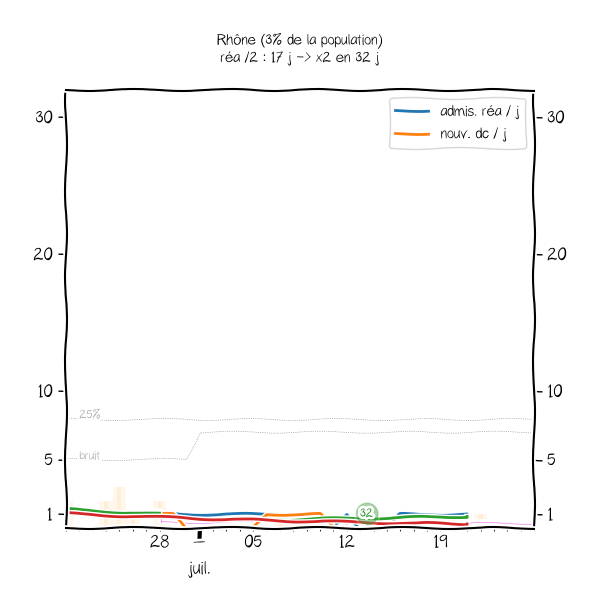 Rhône (3% de la population)
réa /2 : 17 j -> x2 en 32 j
admis. réa / j
nouv. dc / j
30
30
20
20
10
10
25%
bruit
5
5
1
1
32
28
1
05
12
19
juil.